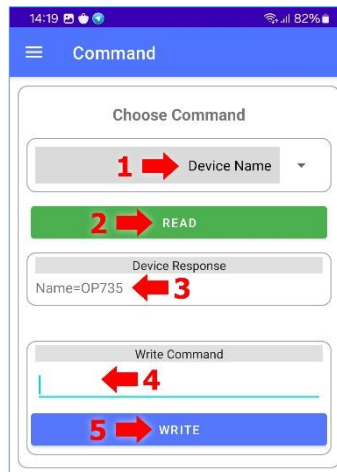 14:19 82%
Command
Choose Command
1 Device Name
2 READ
Device Response
Name=OP735 3
Write Command
4
5 WRITE